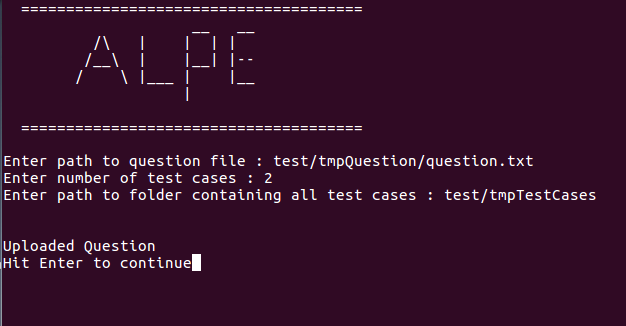 ======================================
ALPE
======================================
Enter path to question file : test/tmpQuestion/question.txt
Enter number of test cases : 2
Enter path to folder containing all test cases : test/tmpTestCases
Uploaded Question
Hit Enter to continue